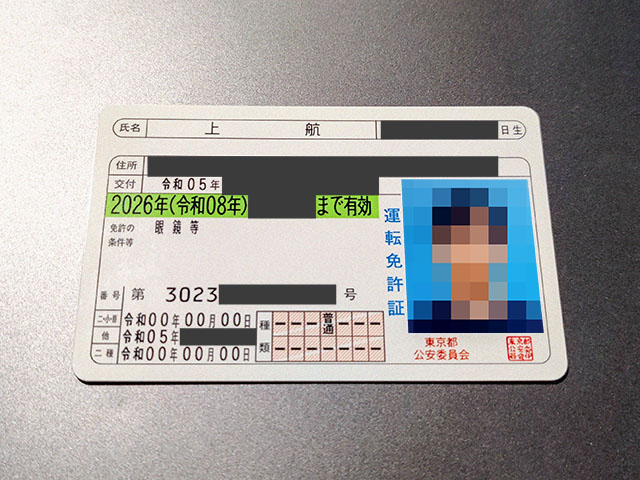 氏名 上 航 日生
住所
交付 令和05年
2026年(令和08年) まで有効
免許の
条件等
眼鏡等
運転免許証
番号 第 3023 号
二・小・原 令和00年00月00日
他 令和05年
二種 令和00年00月00日
種類
普通
東京都
公安委員会